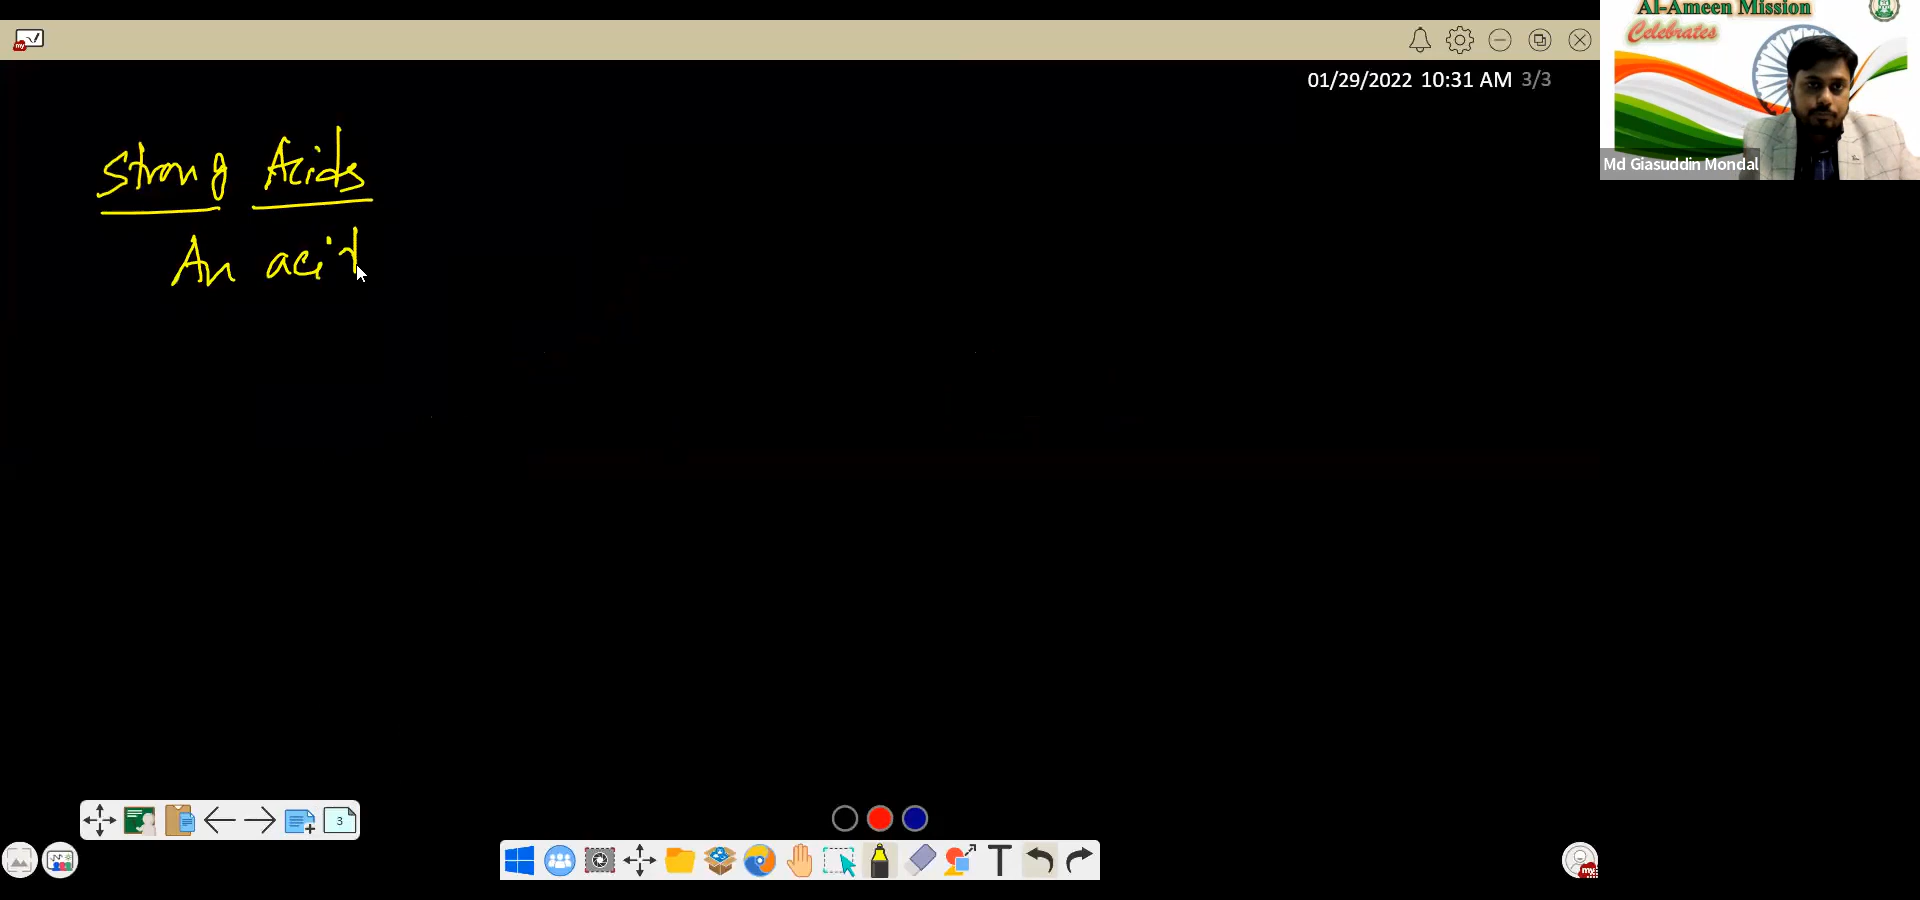 Al-Ameen Mission
Celebrates
01/29/2022 10:31 AM 3/3
Md Giasuddin Mondal
Strong Acids
An acid
3